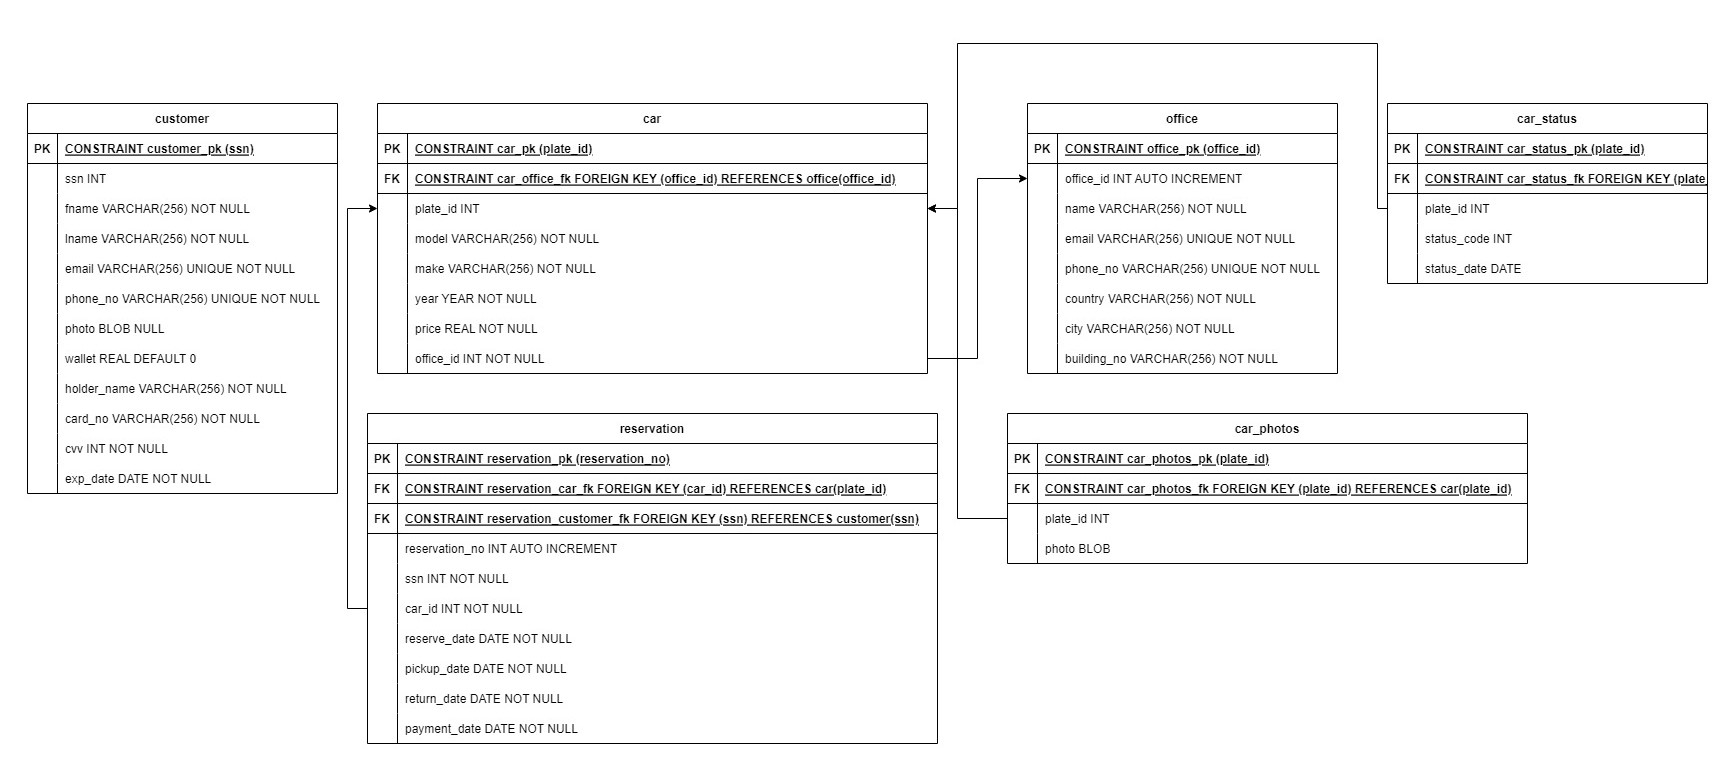 customer
PK CONSTRAINT customer_pk (ssn)
ssn INT
fname VARCHAR(256) NOT NULL
lname VARCHAR(256) NOT NULL
email VARCHAR(256) UNIQUE NOT NULL
phone_no VARCHAR(256) UNIQUE NOT NULL
photo BLOB NULL
wallet REAL DEFAULT 0
holder_name VARCHAR(256) NOT NULL
card_no VARCHAR(256) NOT NULL
cvv INT NOT NULL
exp_date DATE NOT NULL
car
PK CONSTRAINT car_pk (plate_id)
FK CONSTRAINT car_office_fk FOREIGN KEY (office_id) REFERENCES office(office_id)
plate_id INT
model VARCHAR(256) NOT NULL
make VARCHAR(256) NOT NULL
year YEAR NOT NULL
price REAL NOT NULL
office_id INT NOT NULL
office
PK CONSTRAINT office_pk (office_id)
office_id INT AUTO INCREMENT
name VARCHAR(256) NOT NULL
email VARCHAR(256) UNIQUE NOT NULL
phone_no VARCHAR(256) UNIQUE NOT NULL
country VARCHAR(256) NOT NULL
city VARCHAR(256) NOT NULL
building_no VARCHAR(256) NOT NULL
car_status
PK CONSTRAINT car_status_pk (plate_id)
FK CONSTRAINT car_status_fk FOREIGN KEY (plate
plate_id INT
status_code INT
status_date DATE
reservation
PK CONSTRAINT reservation_pk (reservation_no)
FK CONSTRAINT reservation_car_fk FOREIGN KEY (car_id) REFERENCES car(plate_id)
FK CONSTRAINT reservation_customer_fk FOREIGN KEY (ssn) REFERENCES customer(ssn)
reservation_no INT AUTO INCREMENT
ssn INT NOT NULL
car_id INT NOT NULL
reserve_date DATE NOT NULL
pickup_date DATE NOT NULL
return_date DATE NOT NULL
payment_date DATE NOT NULL
car_photos
PK CONSTRAINT car_photos_pk (plate_id)
FK CONSTRAINT car_photos_fk FOREIGN KEY (plate_id) REFERENCES car(plate_id)
plate_id INT
photo BLOB